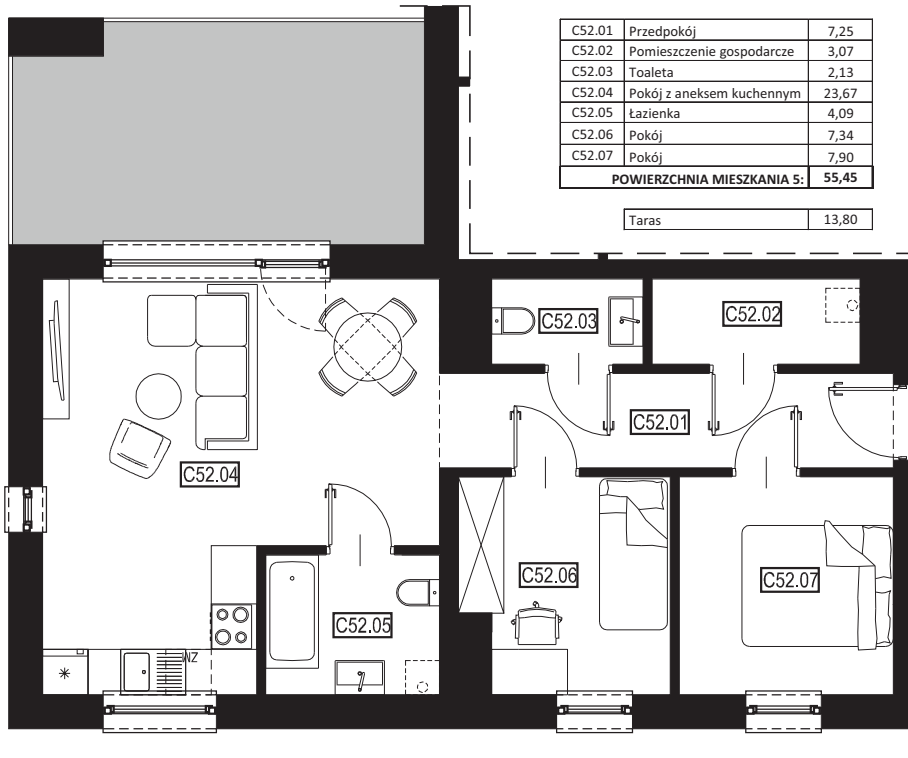 C52.01 Przedpokój 7,25
C52.02 Pomieszczenie gospodarcze 3,07
C52.03 Toaleta 2,13
C52.04 Pokój z aneksem kuchennym 23,67
C52.05 Łazienka 4,09
C52.06 Pokój 7,34
C52.07 Pokój 7,90
POWIERZCHNIA MIESZKANIA 5: 55,45
Taras 13,80
C52.03
C52.02
C52.01
C52.04
C52.06
C52.07
C52.05
WZ